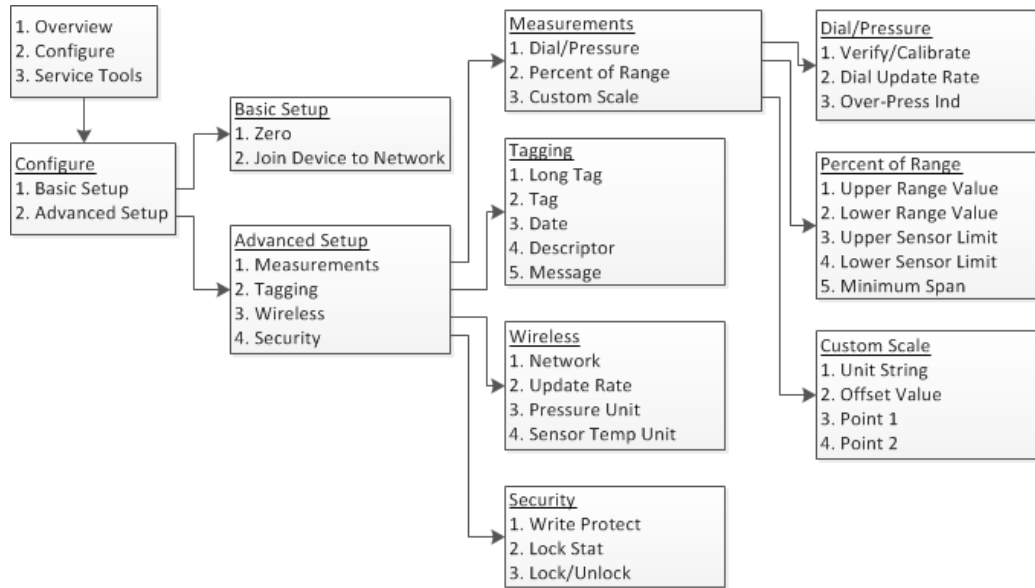 1. Overview
2. Configure
3. Service Tools
Configure
1. Basic Setup
2. Advanced Setup
Basic Setup
1. Zero
2. Join Device to Network
Advanced Setup
1. Measurements
2. Tagging
3. Wireless
4. Security
Measurements
1. Dial/Pressure
2. Percent of Range
3. Custom Scale
Tagging
1. Long Tag
2. Tag
3. Date
4. Descriptor
5. Message
Wireless
1. Network
2. Update Rate
3. Pressure Unit
4. Sensor Temp Unit
Security
1. Write Protect
2. Lock Stat
3. Lock/Unlock
Dial/Pressure
1. Verify/Calibrate
2. Dial Update Rate
3. Over-Press Ind
Percent of Range
1. Upper Range Value
2. Lower Range Value
3. Upper Sensor Limit
4. Lower Sensor Limit
5. Minimum Span
Custom Scale
1. Unit String
2. Offset Value
3. Point 1
4. Point 2